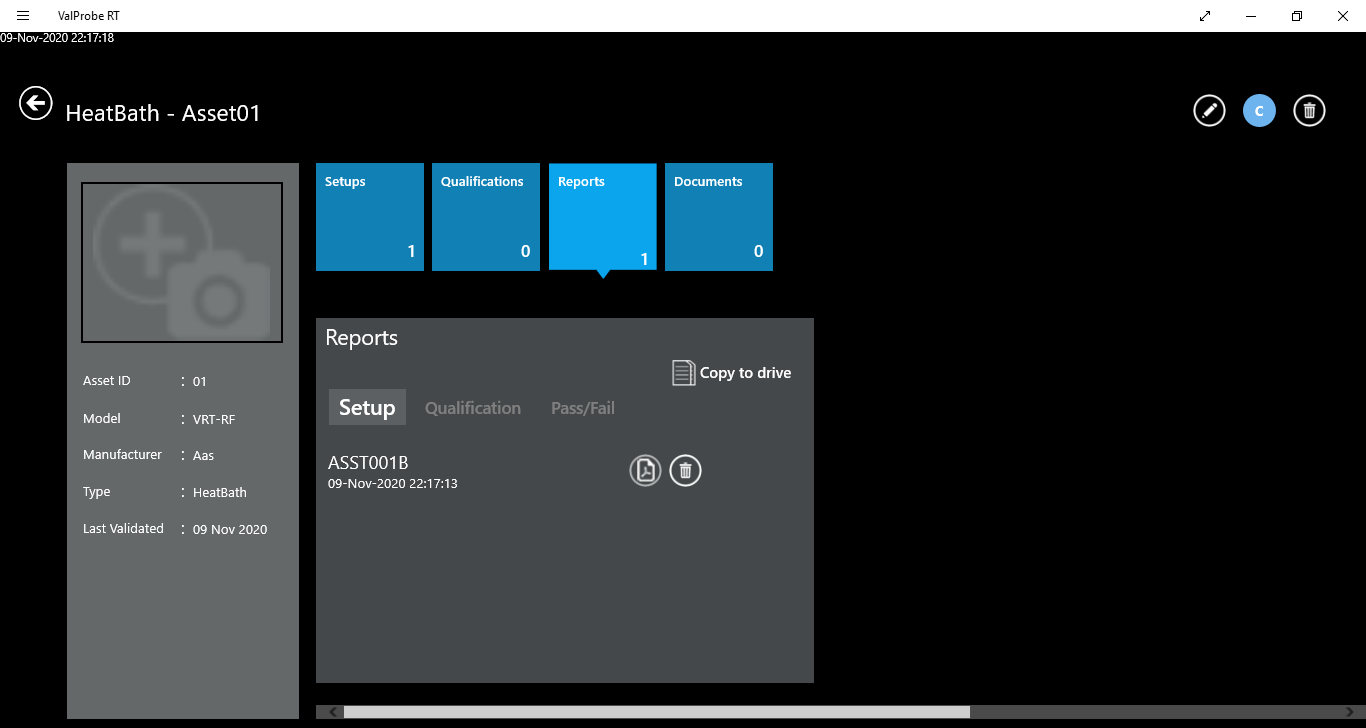 ValProbe RT
09-Nov-2020 22:17:18
HeatBath - Asset01
C
Setups
1
Qualifications
0
Reports
1
Documents
0
Asset ID : 01
Model : VRT-RF
Manufacturer : Aas
Type : HeatBath
Last Validated : 09 Nov 2020
Reports
Copy to drive
Setup Qualification Pass/Fail
ASST001B
09-Nov-2020 22:17:13